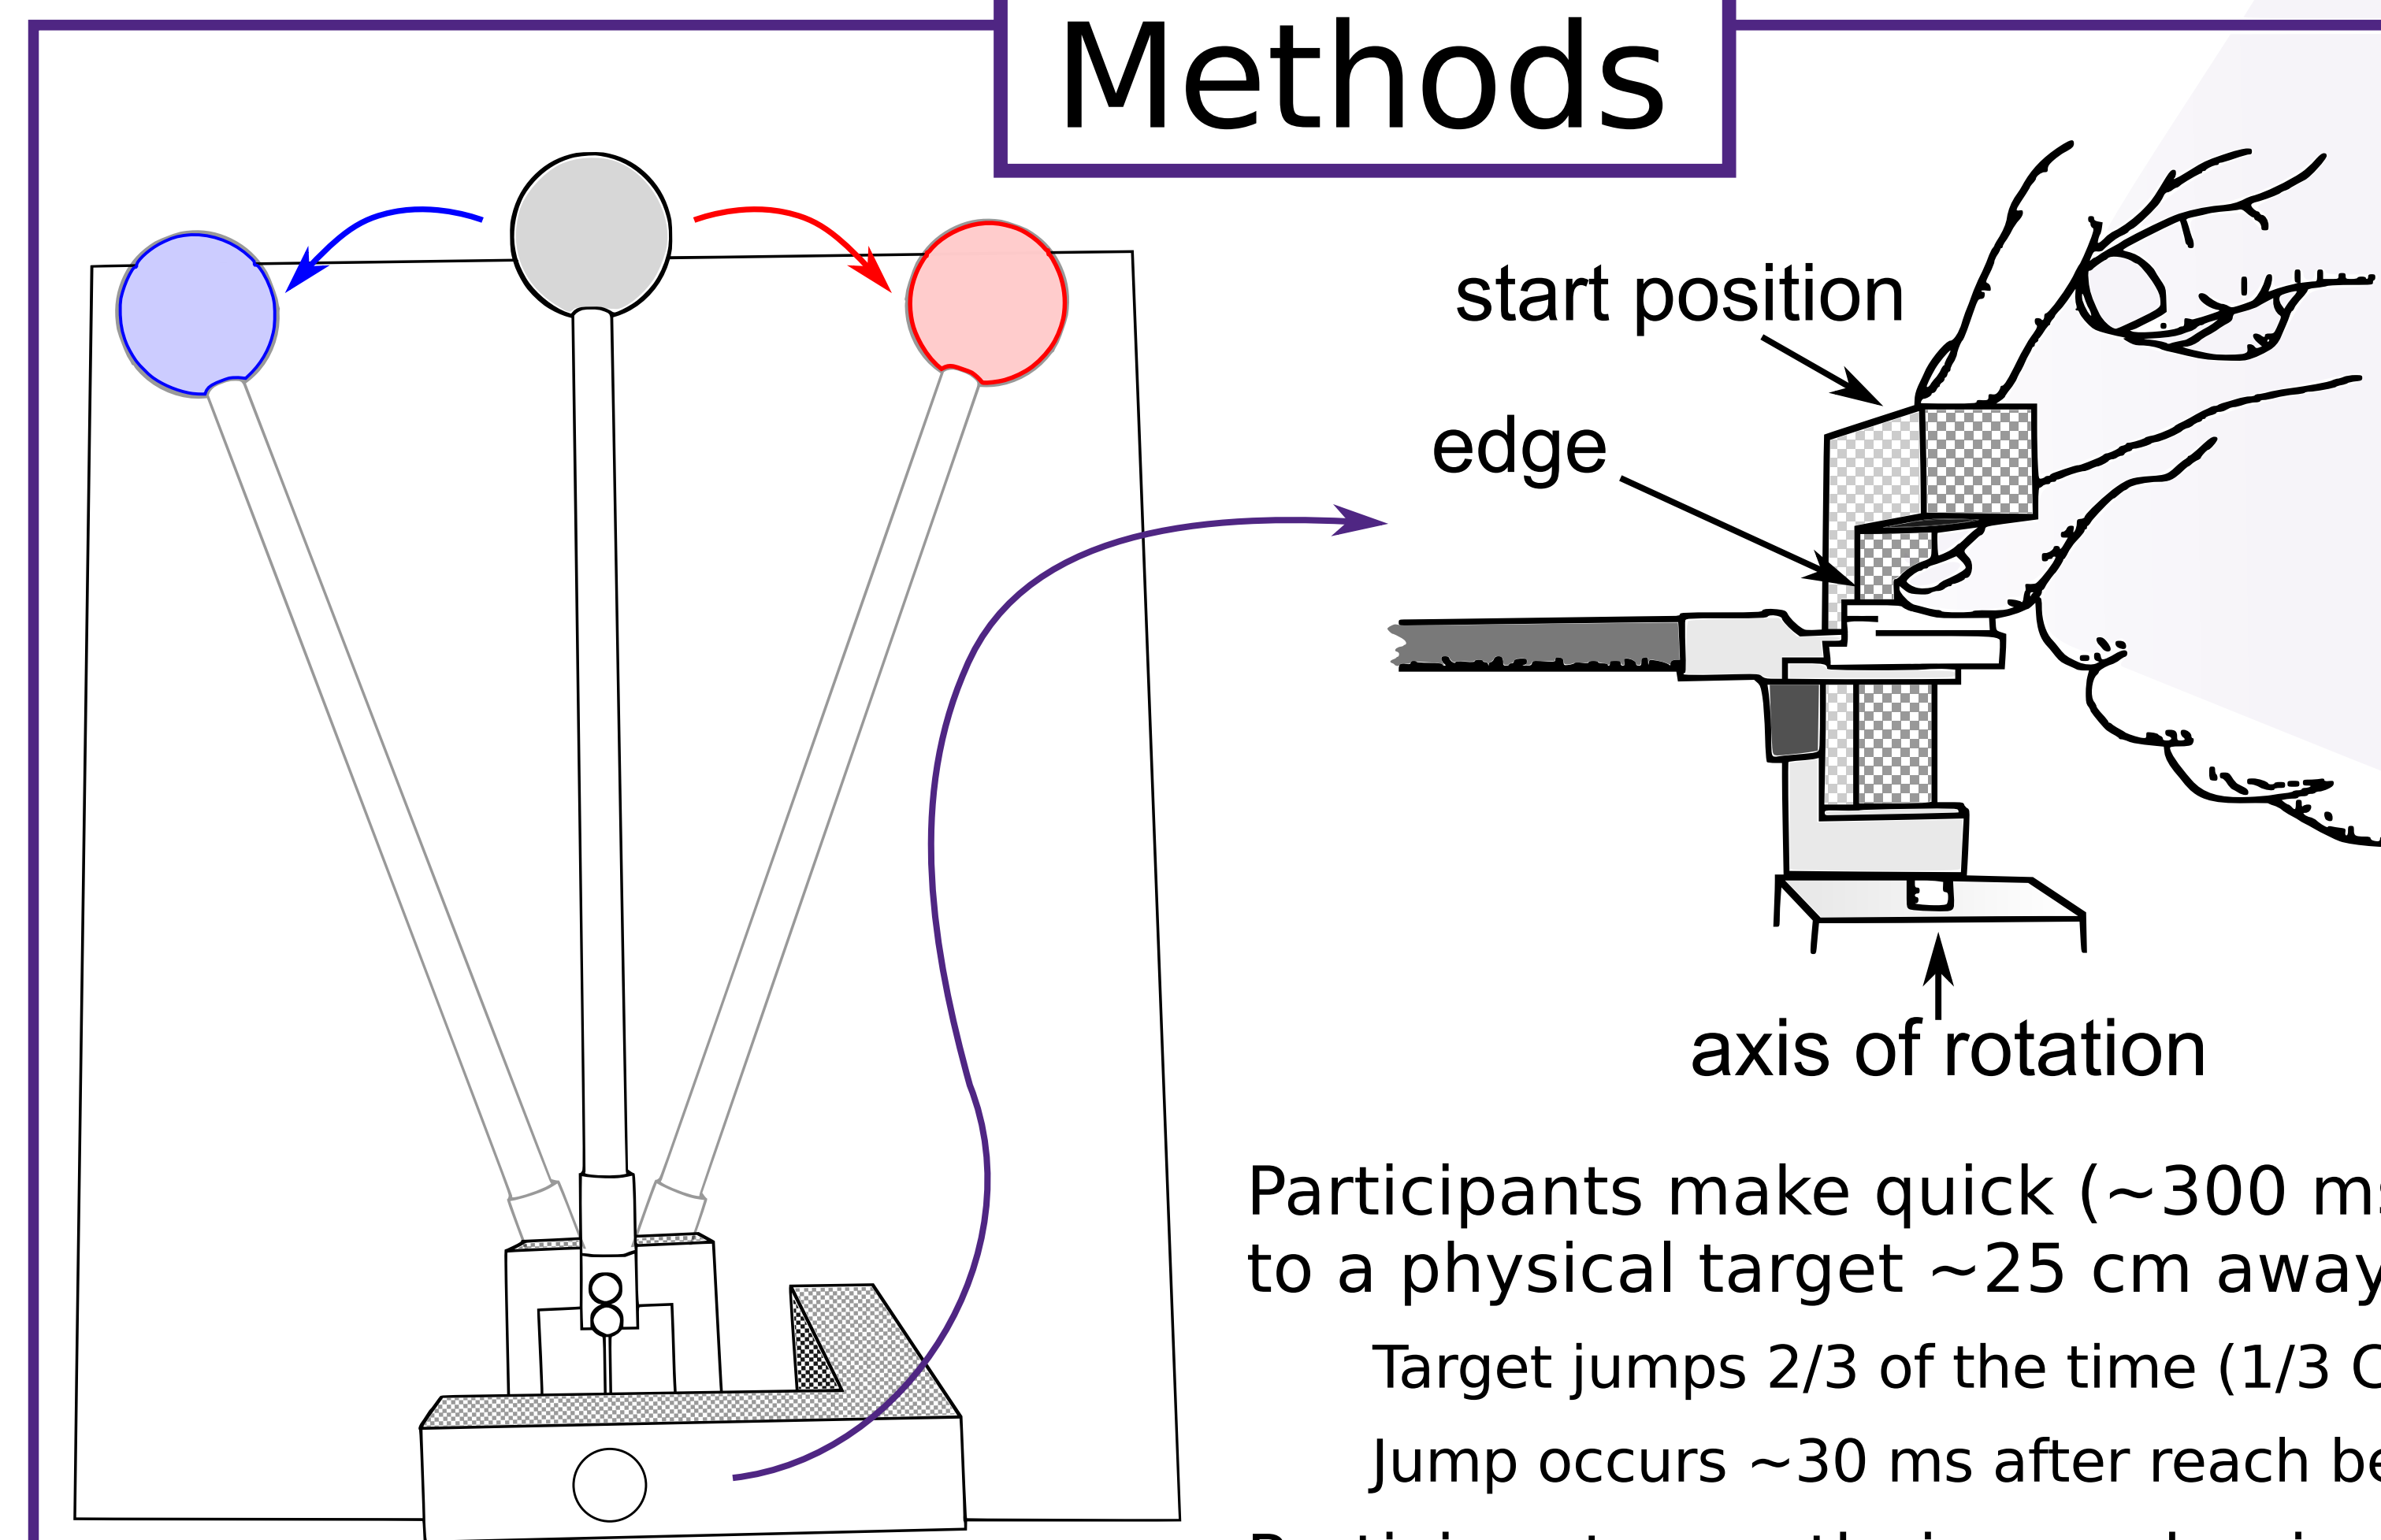 Methods
start position
edge
axis of rotation
Participants make quick (~300
to a physical target ~25 cm away
Target jumps 2/3 of the time (1/3
Jump occurs ~30 ms after reach